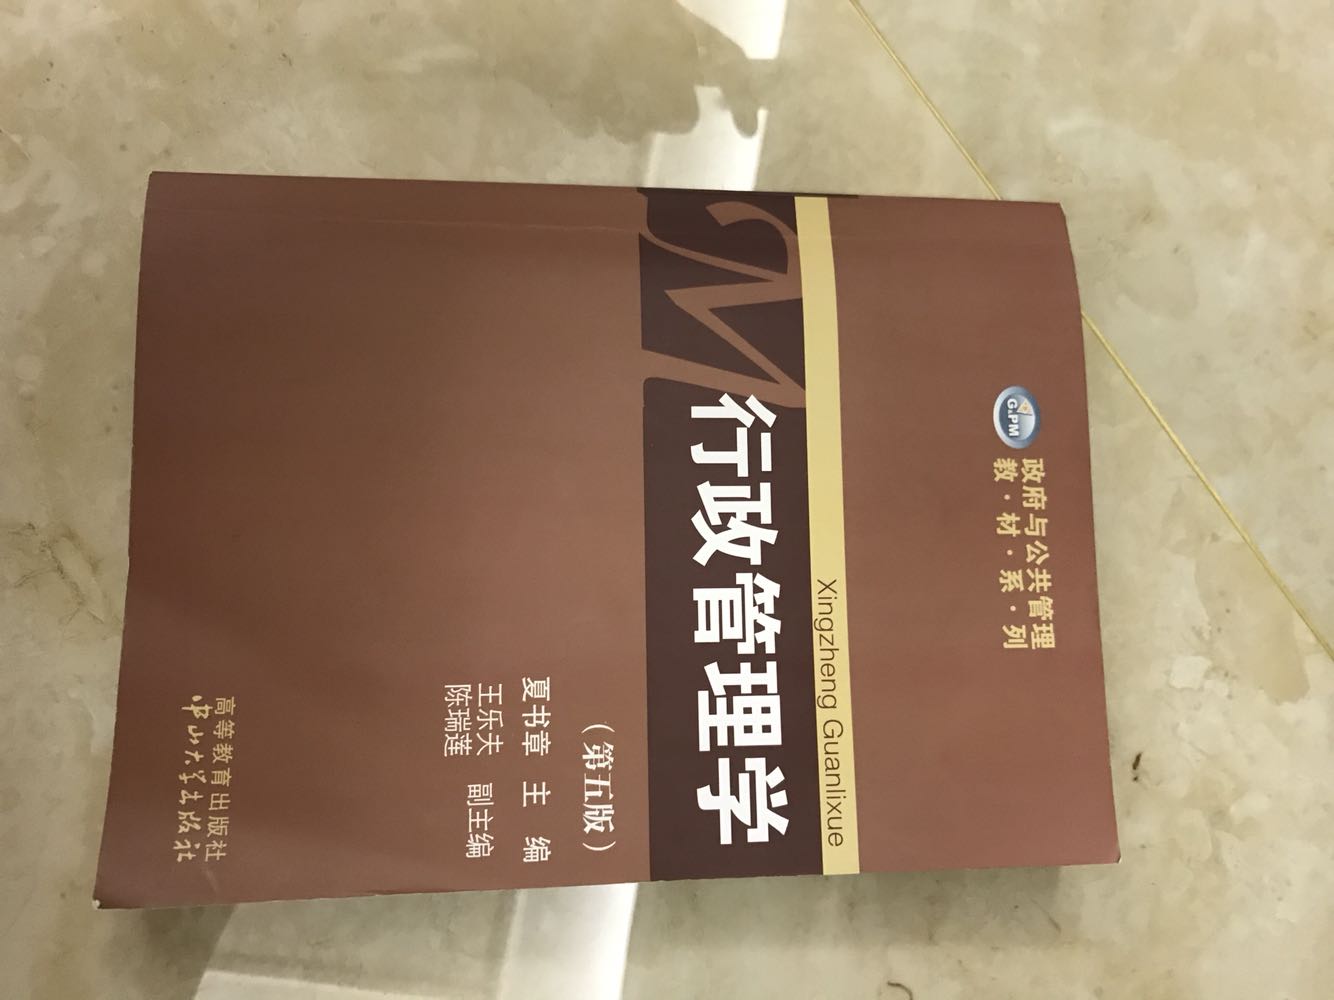 G&PM
政府与公共管理
教·材·系·列
Xingzheng Guanlixue
行政管理学
（第五版）
夏书章 主 编
王乐夫
陈瑞莲
副主编
高等教育出版社
中山大学出版社